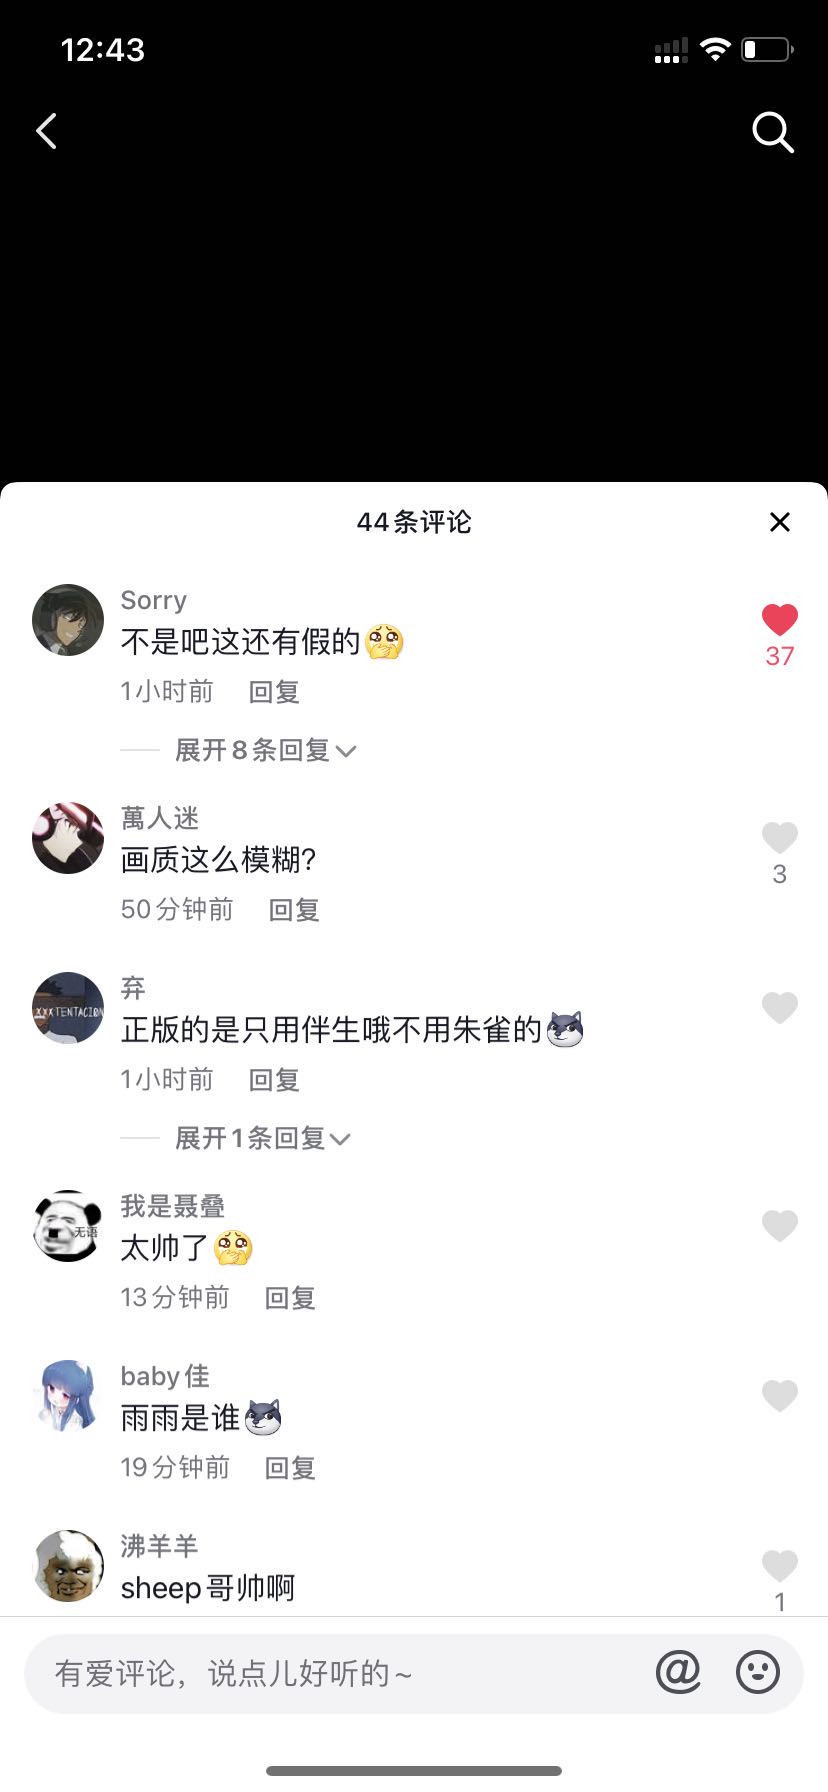 12:43
44条评论
Sorry
不是吧这还有假的🥺
37
1小时前 回复
展开8条回复
萬人迷
画质这么模糊?
3
50分钟前 回复
弃
XXXTENTACION
正版的是只用伴生哦不用朱雀的
1小时前 回复
展开1条回复
我是聂叠
无语
太帅了
13分钟前 回复
baby佳
雨雨是谁
19分钟前 回复
沸羊羊
sheep哥帅啊
1
有爱评论，说点儿好听的~
@